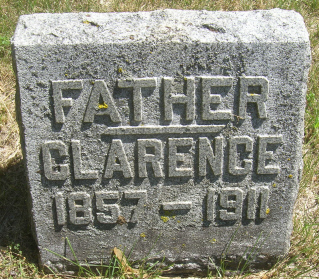 FATHER
CLARENCE
1857 - 1911